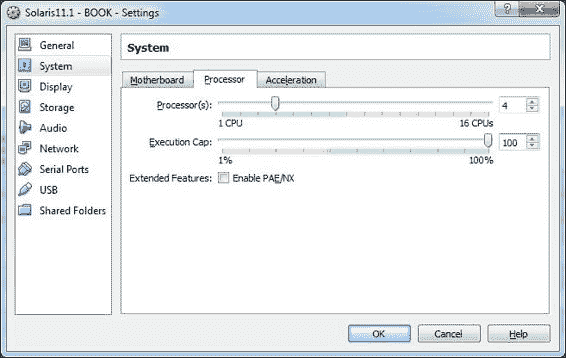 Solaris11.1 - BOOK - Settings
General
System
Display
Storage
Audio
Network
Serial Ports
USB
Shared Folders
System
Motherboard Processor Acceleration
Processor(s): 4
1 CPU 16 CPUs
Execution Cap: 100
1% 100%
Extended Features: Enable PAE/NX
OK Cancel Help